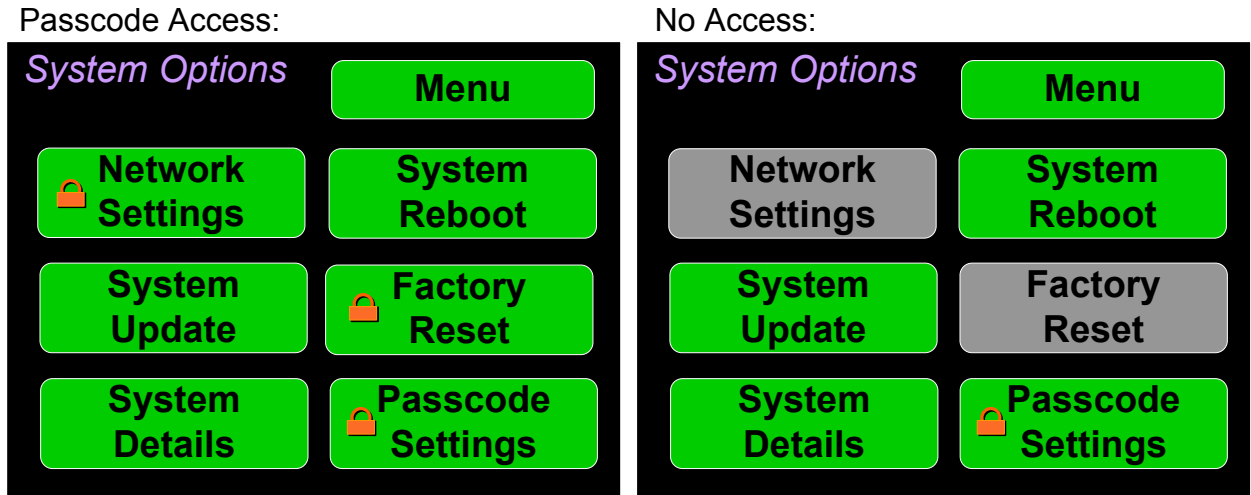 Passcode Access:
System Options
Menu
Network
Settings
System
Reboot
System
Update
Factory
Reset
System
Details
Passcode
Settings
No Access:
System Options
Menu
Network
Settings
System
Reboot
System
Update
Factory
Reset
System
Details
Passcode
Settings